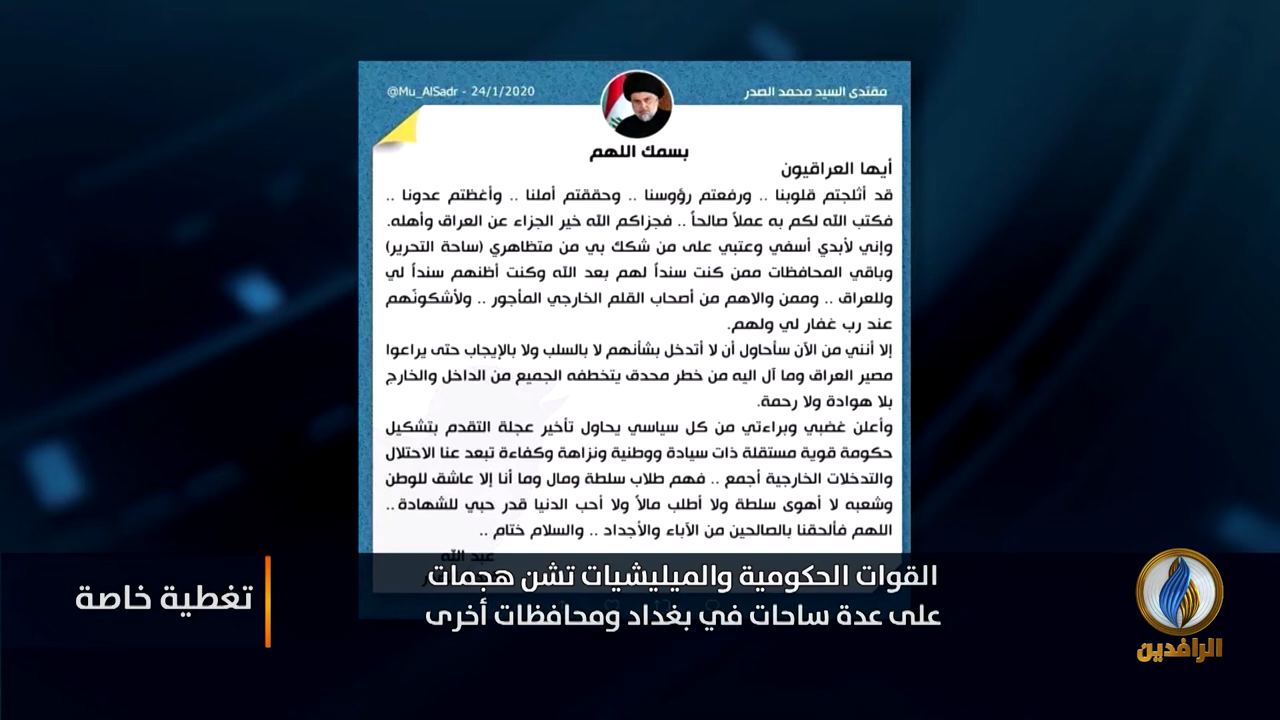 مقتدى السيد محمد الصدر
@Mu_AlSadr - 24/1/2020
بسمك اللهم
أيها العراقيون
قد أثلجتم قلوبنا .. ورفعتم رؤوسنا .. وحققتم أملنا .. وأغظتم عدونا ..
فكتب الله لكم به عملاً صالحاً .. فجزاكم الله خير الجزاء عن العراق وأهله.
وإني لأبدي أسفي وعتبي على من شكك بي من متظاهري (ساحة التحرير)
وباقي المحافظات ممن كنت سنداً لهم بعد الله وكنت أظنهم سنداً لي
وللعراق .. وممن والاهم من أصحاب القلم الخارجي المأجور .. ولأشكونّهم
عند رب غفار لي ولهم.
إلا أنني من الآن سأحاول أن لا أتدخل بشأنهم لا بالسلب ولا بالإيجاب حتى يراعوا
مصير العراق وما آل اليه من خطر محدق يتخطفه الجميع من الداخل والخارج
بلا هوادة ولا رحمة.
وأعلن غضبي وبراءتي من كل سياسي يحاول تأخير عجلة التقدم بتشكيل
حكومة قوية مستقلة ذات سيادة ووطنية ونزاهة وكفاءة تبعد عنا الاحتلال
والتدخلات الخارجية أجمع .. فهم طلاب سلطة ومال وما أنا إلا عاشق للوطن
وشعبه لا أهوى سلطة ولا أطلب مالاً ولا أحب الدنيا قدر حبي للشهادة ..
اللهم فألحقنا بالصالحين من الآباء والأجداد .. والسلام ختام ..
عبد الله
القوات الحكومية والميليشيات تشن هجمات
على عدة ساحات في بغداد ومحافظات أخرى
تغطية خاصة
الرافدين